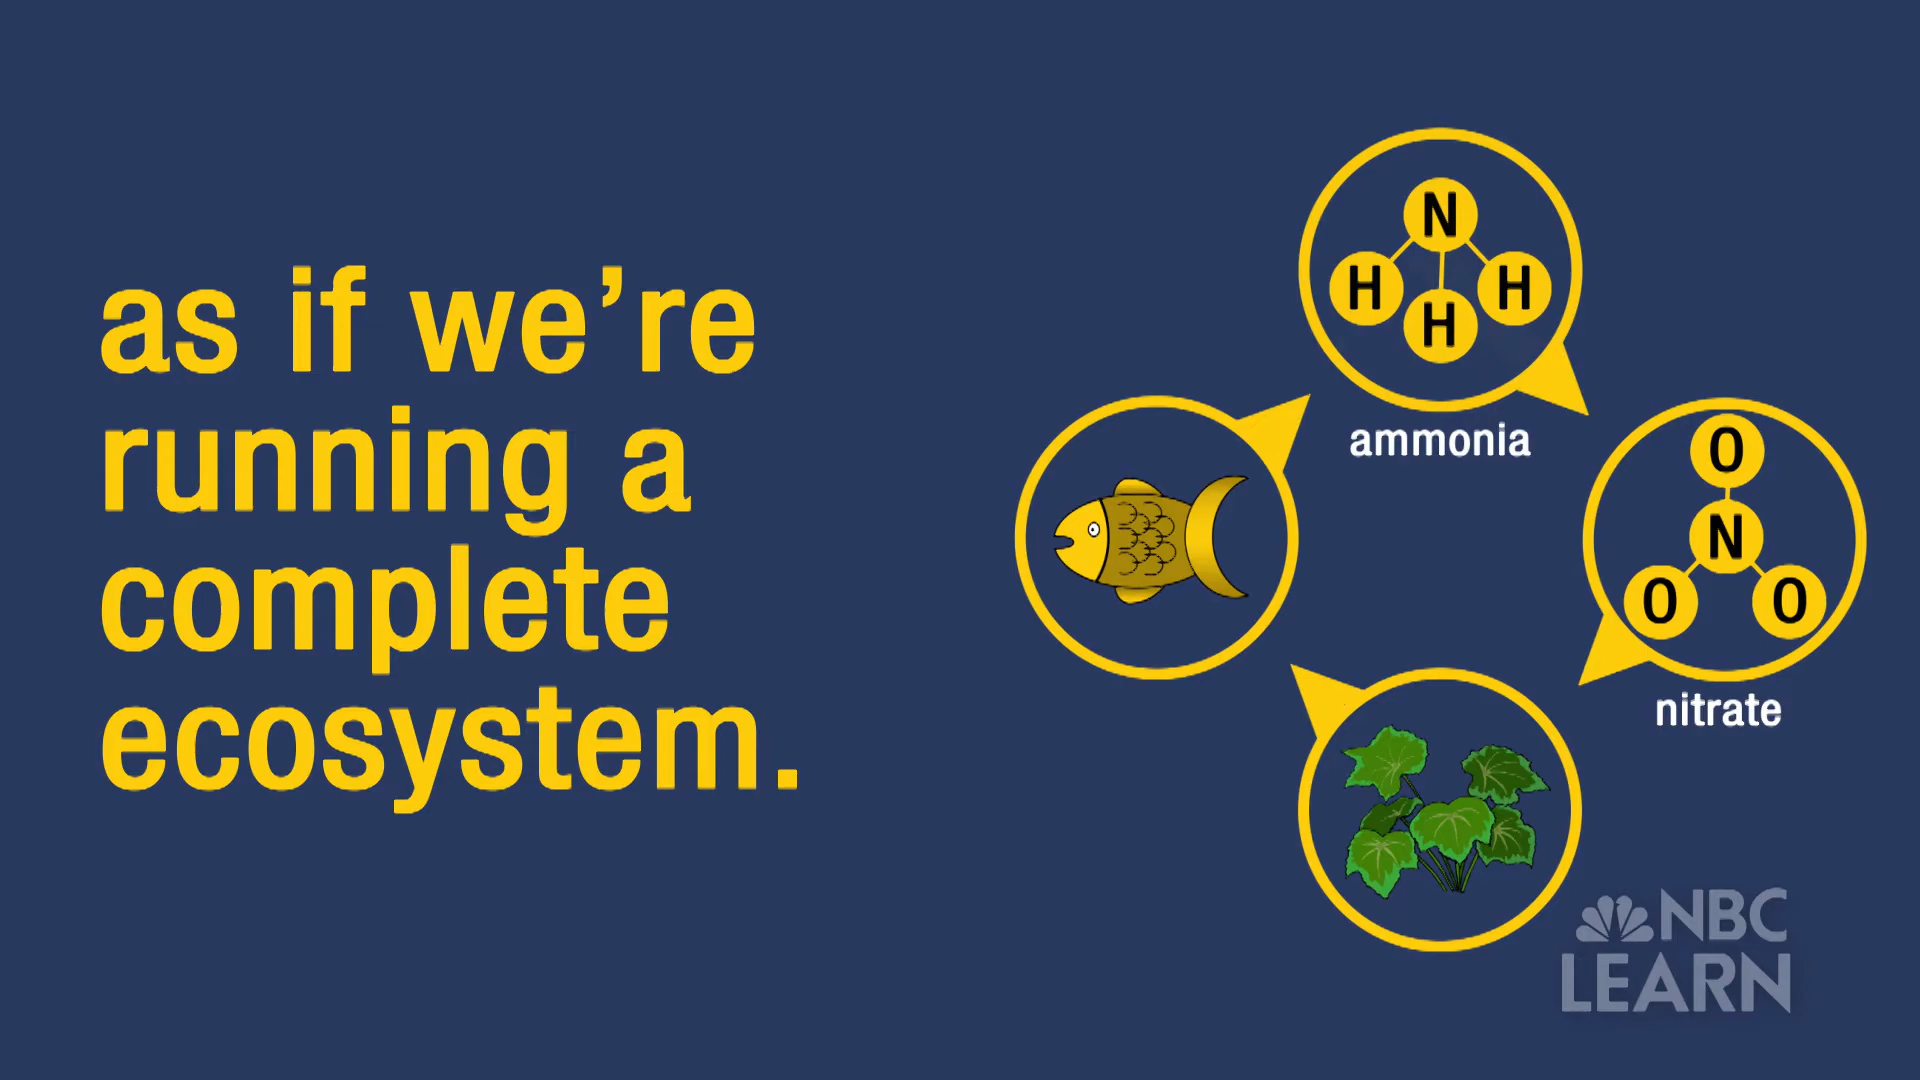 as if we’re
running a
complete
ecosystem.
N
H H
H
ammonia
O
N
O O
nitrate
NBC
LEARN